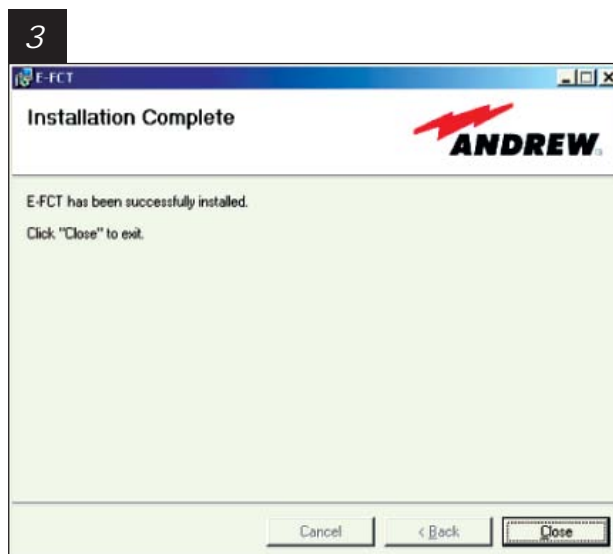 3
E-FCT
Installation Complete
ANDREW.
E-FCT has been successfully installed.
Click "Close" to exit.
Cancel
< Back
Close